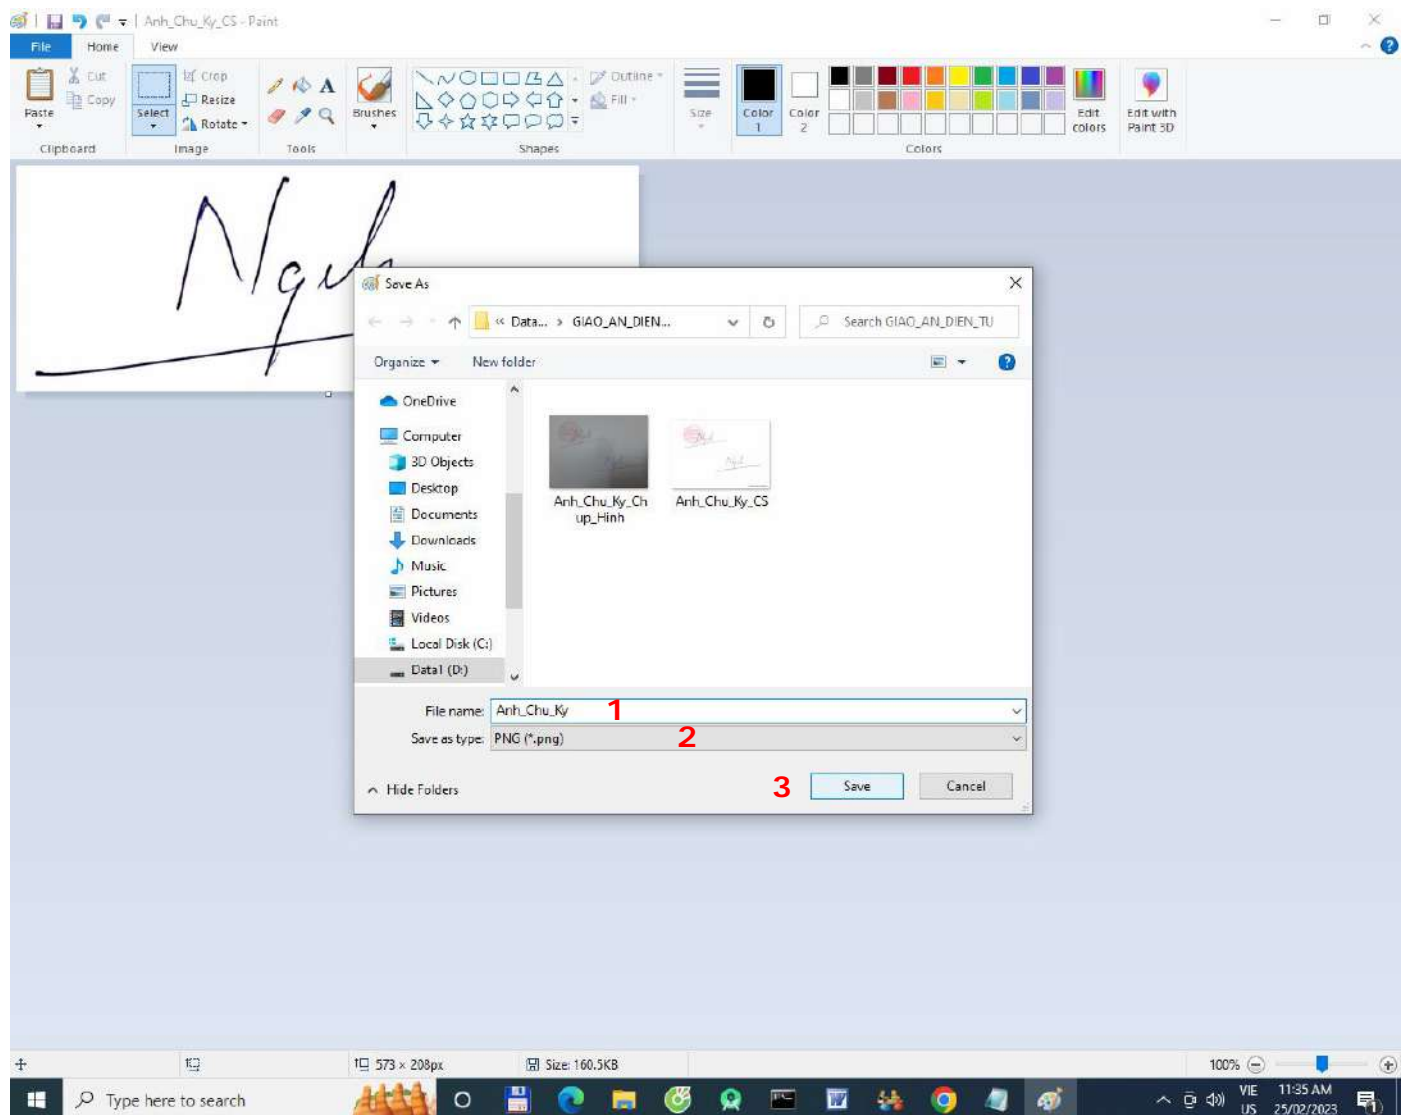 Anh_Chu_Ky_CS - Paint
File Home View
Paste
Cut
Copy
Clipboard
Select
Crop
Resize
Rotate
Image
A
Tools
Brushes
Outline
Fill
Shapes
Size
Color 1
Color 2
Edit colors
Colors
Edit with Paint 3D
Save As
« Data... › GIAO_AN_DIEN...
Search GIAO_AN_DIEN_TU
Organize
New folder
OneDrive
Computer
3D Objects
Desktop
Documents
Downloads
Music
Pictures
Videos
Local Disk (C:)
Data1 (D:)
Anh_Chu_Ky_Ch
up_Hinh
Anh_Chu_Ky_CS
File name: Anh_Chu_Ky 1
Save as type: PNG (*.png) 2
Hide Folders
3 Save Cancel
573 × 208px
Size: 160.5KB
100%
Type here to search
VIE
US
11:35 AM
25/02/2023
1